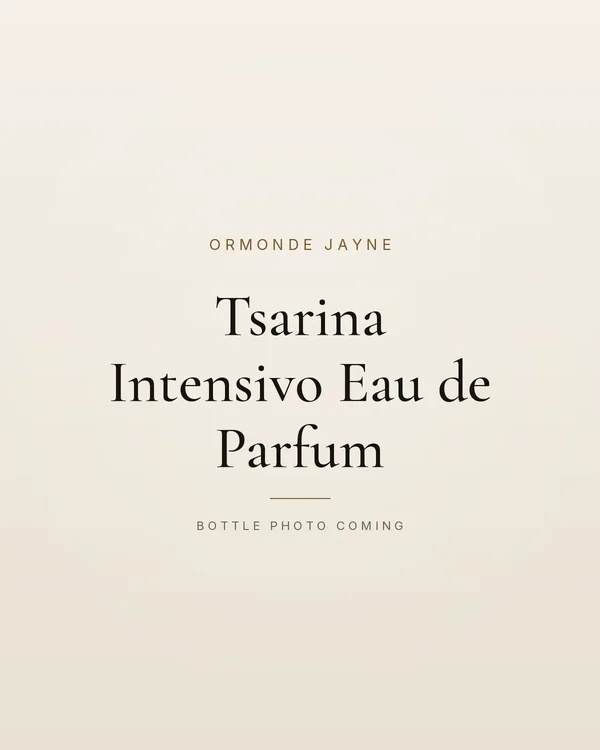 ORMONDE JAYNE
Tsarina
Intensivo Eau de
Parfum
BOTTLE PHOTO COMING